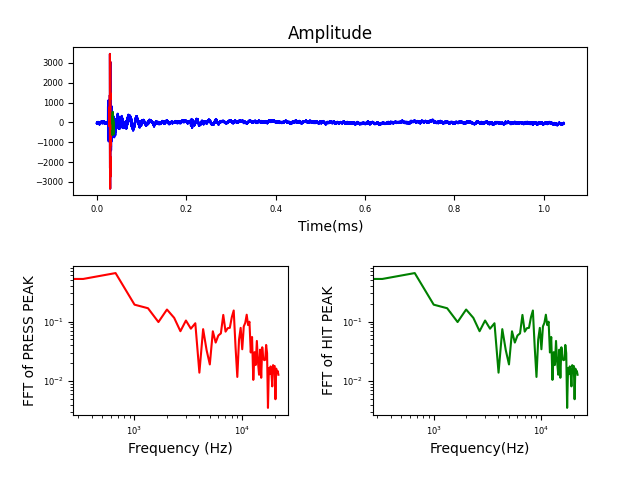 Amplitude
3000
2000
1000
0
−1000
−2000
−3000
0.0 0.2 0.4 0.6 0.8 1.0
Time(ms)
FFT of PRESS PEAK
10⁻¹
10⁻²
10³ 10⁴
Frequency (Hz)
FFT of HIT PEAK
10⁻¹
10⁻²
10³ 10⁴
Frequency(Hz)